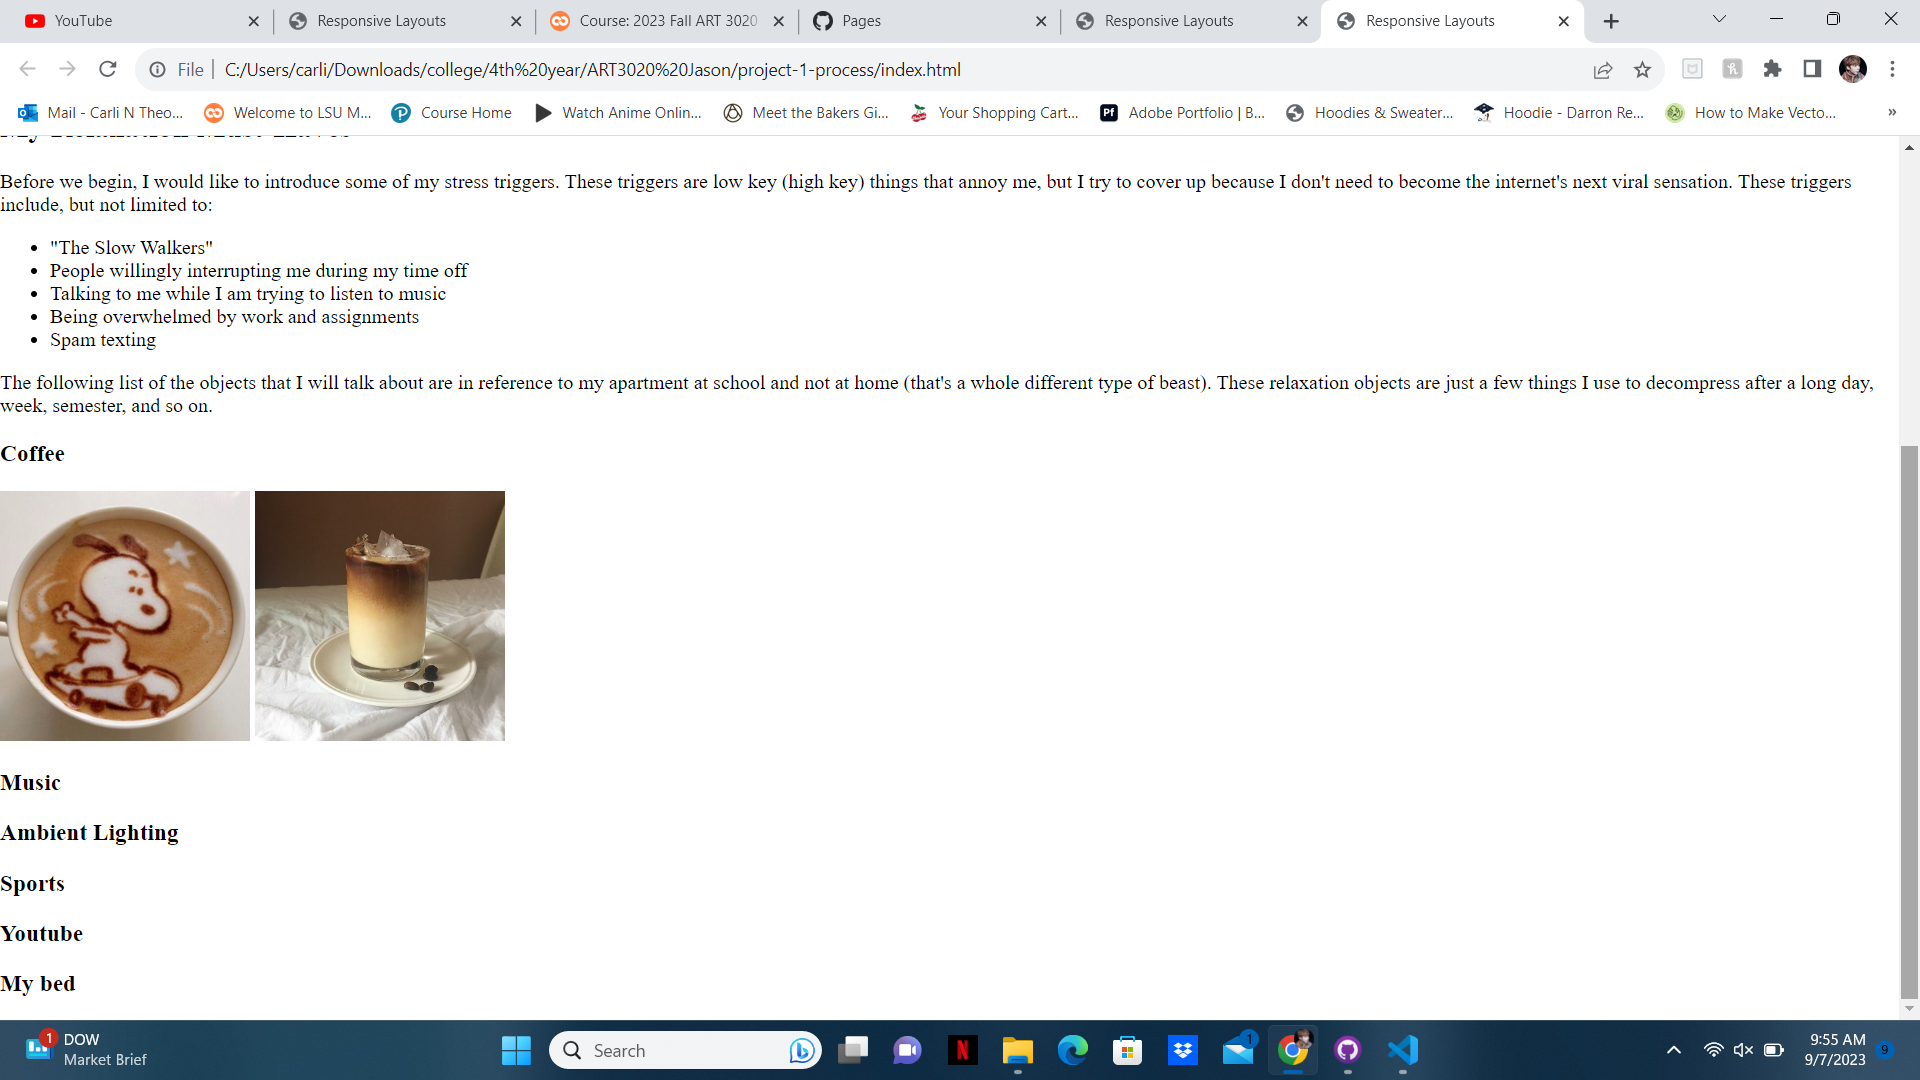 YouTube
Responsive Layouts
Course: 2023 Fall ART 3020
Pages
Responsive Layouts
Responsive Layouts
File
C:/Users/carli/Downloads/college/4th%20year/ART3020%20Jason/project-1-process/index.html
Mail - Carli N Theo...
Welcome to LSU M...
Course Home
Watch Anime Onlin...
Meet the Bakers Gi...
Your Shopping Cart...
Pf
Adobe Portfolio | B...
Hoodies & Sweater...
Hoodie - Darron Re...
How to Make Vecto...
»
Before we begin, I would like to introduce some of my stress triggers. These triggers are low key (high key) things that annoy me, but I try to cover up because I don't need to become the internet's next viral sensation. These triggers
include, but not limited to:
• "The Slow Walkers"
• People willingly interrupting me during my time off
• Talking to me while I am trying to listen to music
• Being overwhelmed by work and assignments
• Spam texting
The following list of the objects that I will talk about are in reference to my apartment at school and not at home (that's a whole different type of beast). These relaxation objects are just a few things I use to decompress after a long day,
week, semester, and so on.
Coffee
Music
Ambient Lighting
Sports
Youtube
My bed
1
DOW
Market Brief
Search
N
1
9:55 AM
9/7/2023
9